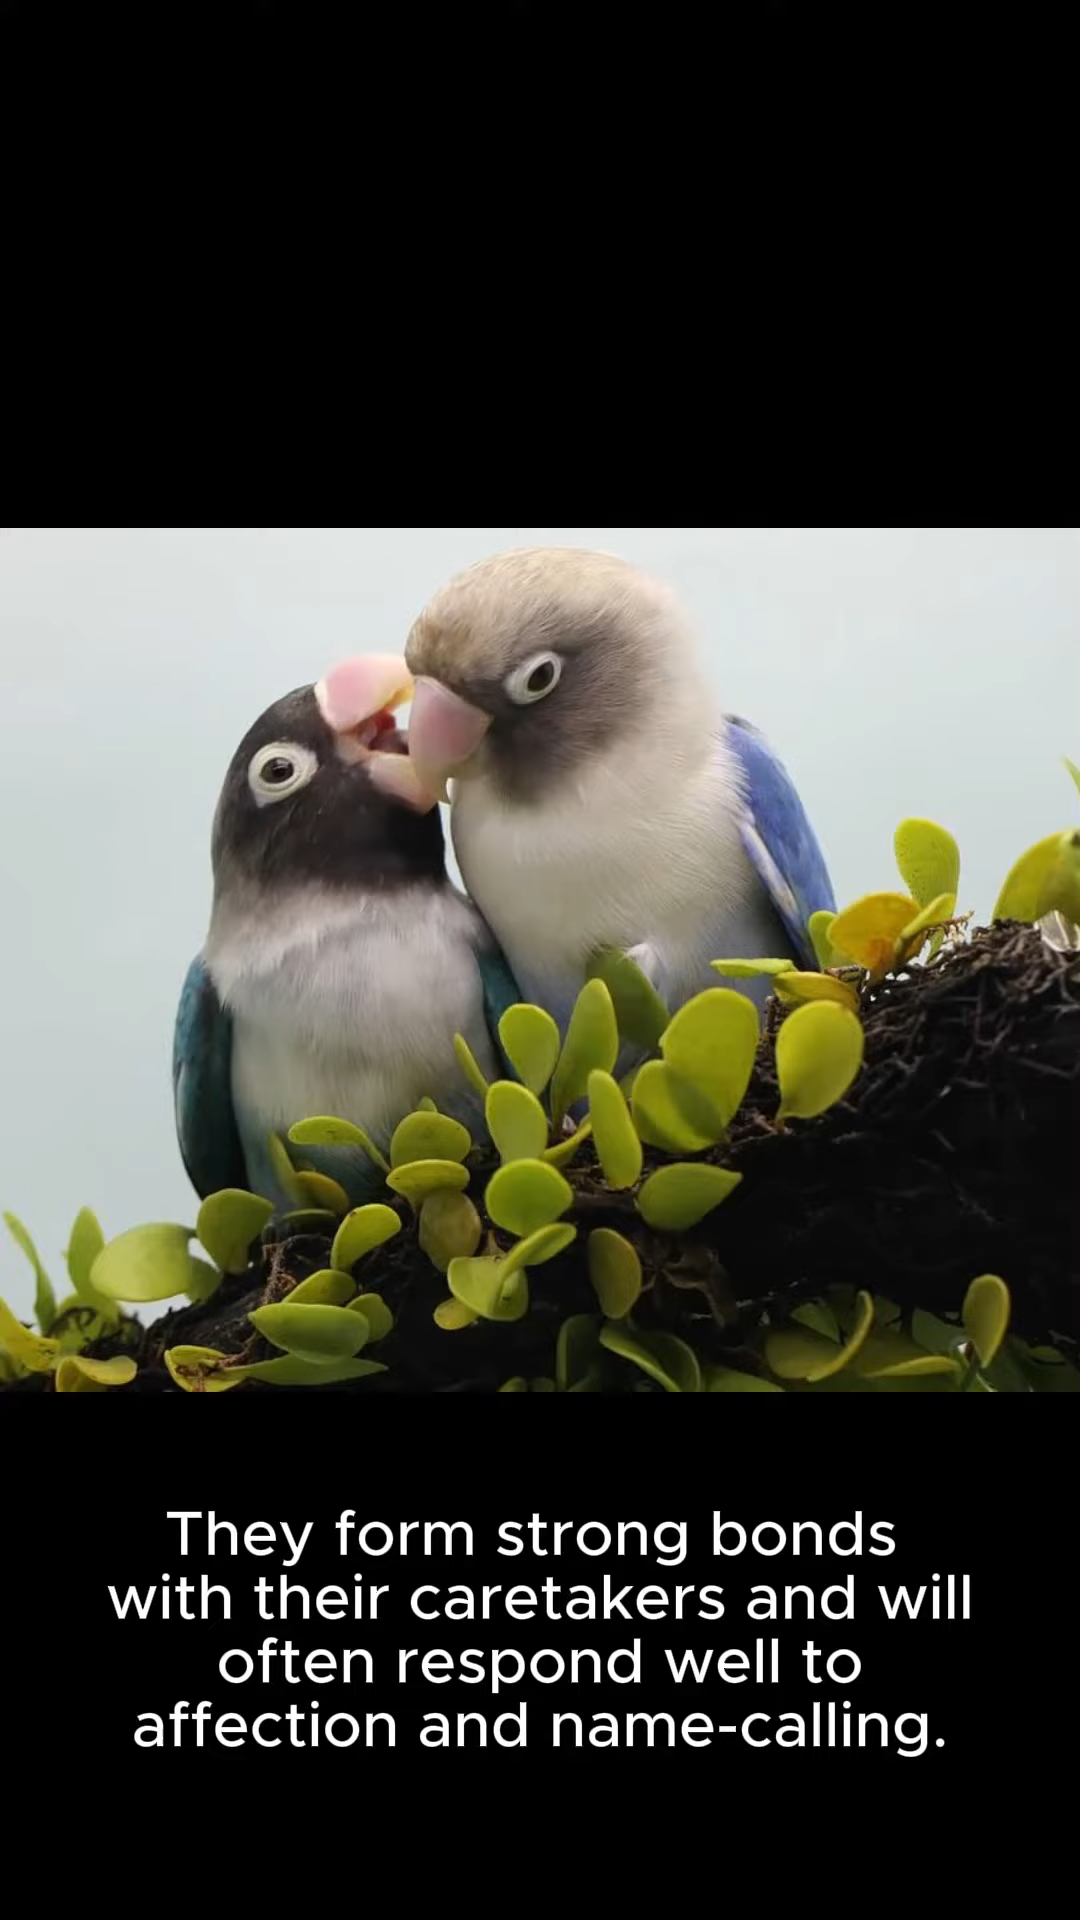 They form strong bonds
with their caretakers and will
often respond well to
affection and name-calling.